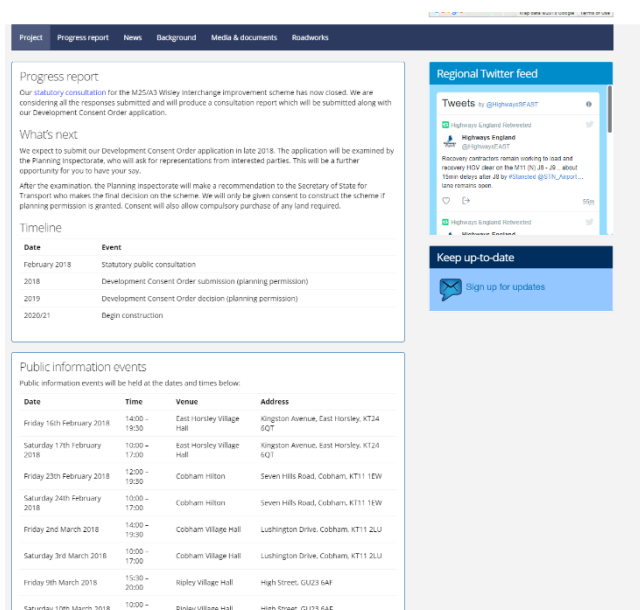 Map data ©2018 Google Terms of Use
Project Progress report News Background Media & documents Roadworks
Progress report
Our statutory consultation for the M25/A3 Wisley interchange improvement scheme has now closed. We are
considering all the responses submitted and will produce a consultation report which will be submitted along with
our Development Consent Order application.
What's next
We expect to submit our Development Consent Order application in late 2018. The application will be examined by
the Planning Inspectorate, who will ask for representations from interested parties. This will be a further
opportunity for you to have your say.
After the examination, the Planning Inspectorate will make a recommendation to the Secretary of State for
Transport who makes the final decision on the scheme. We will only be given consent to construct the scheme if
planning permission is granted. Consent will also allow compulsory purchase of any land required.
Timeline
Date Event
February 2018 Statutory public consultation
2018 Development Consent Order submission (planning permission)
2019 Development Consent Order decision (planning permission)
2020/21 Begin construction
Public information events
Public information events will be held at the dates and times below:
Date Time Venue Address
Friday 16th February 2018 14:00 – 19:30 East Horsley Village Hall Kingston Avenue, East Horsley, KT24 6QT
Saturday 17th February 2018 10:00 – 17:00 East Horsley Village Hall Kingston Avenue, East Horsley, KT24 6QT
Friday 23th February 2018 12:00 – 19:30 Cobham Hilton Seven Hills Road, Cobham, KT11 1EW
Saturday 24th February 2018 10:00 – 17:00 Cobham Hilton Seven Hills Road, Cobham, KT11 1EW
Friday 2nd March 2018 14:00 – 19:30 Cobham Village Hall Lushington Drive, Cobham, KT11 2LU
Saturday 3rd March 2018 10:00 – 17:00 Cobham Village Hall Lushington Drive, Cobham, KT11 2LU
Friday 9th March 2018 15:30 – 20:00 Ripley Village Hall High Street, GU23 6AF
Saturday 10th March 2018 10:00 – Ripley Village Hall High Street, GU23 6AF
Regional Twitter feed
Tweets by @HighwaysSEAST
Highways England Retweeted
Highways England
@HighwaysEAST
Recovery contractors remain working to load and
recovery HGV clear on the M11 (N) J8 - J9 .. about
15min delays after J8 by #Stansted @STN_Airport ...
lane remains open.
55m
Highways England Retweeted
Highways England
Keep up-to-date
Sign up for updates